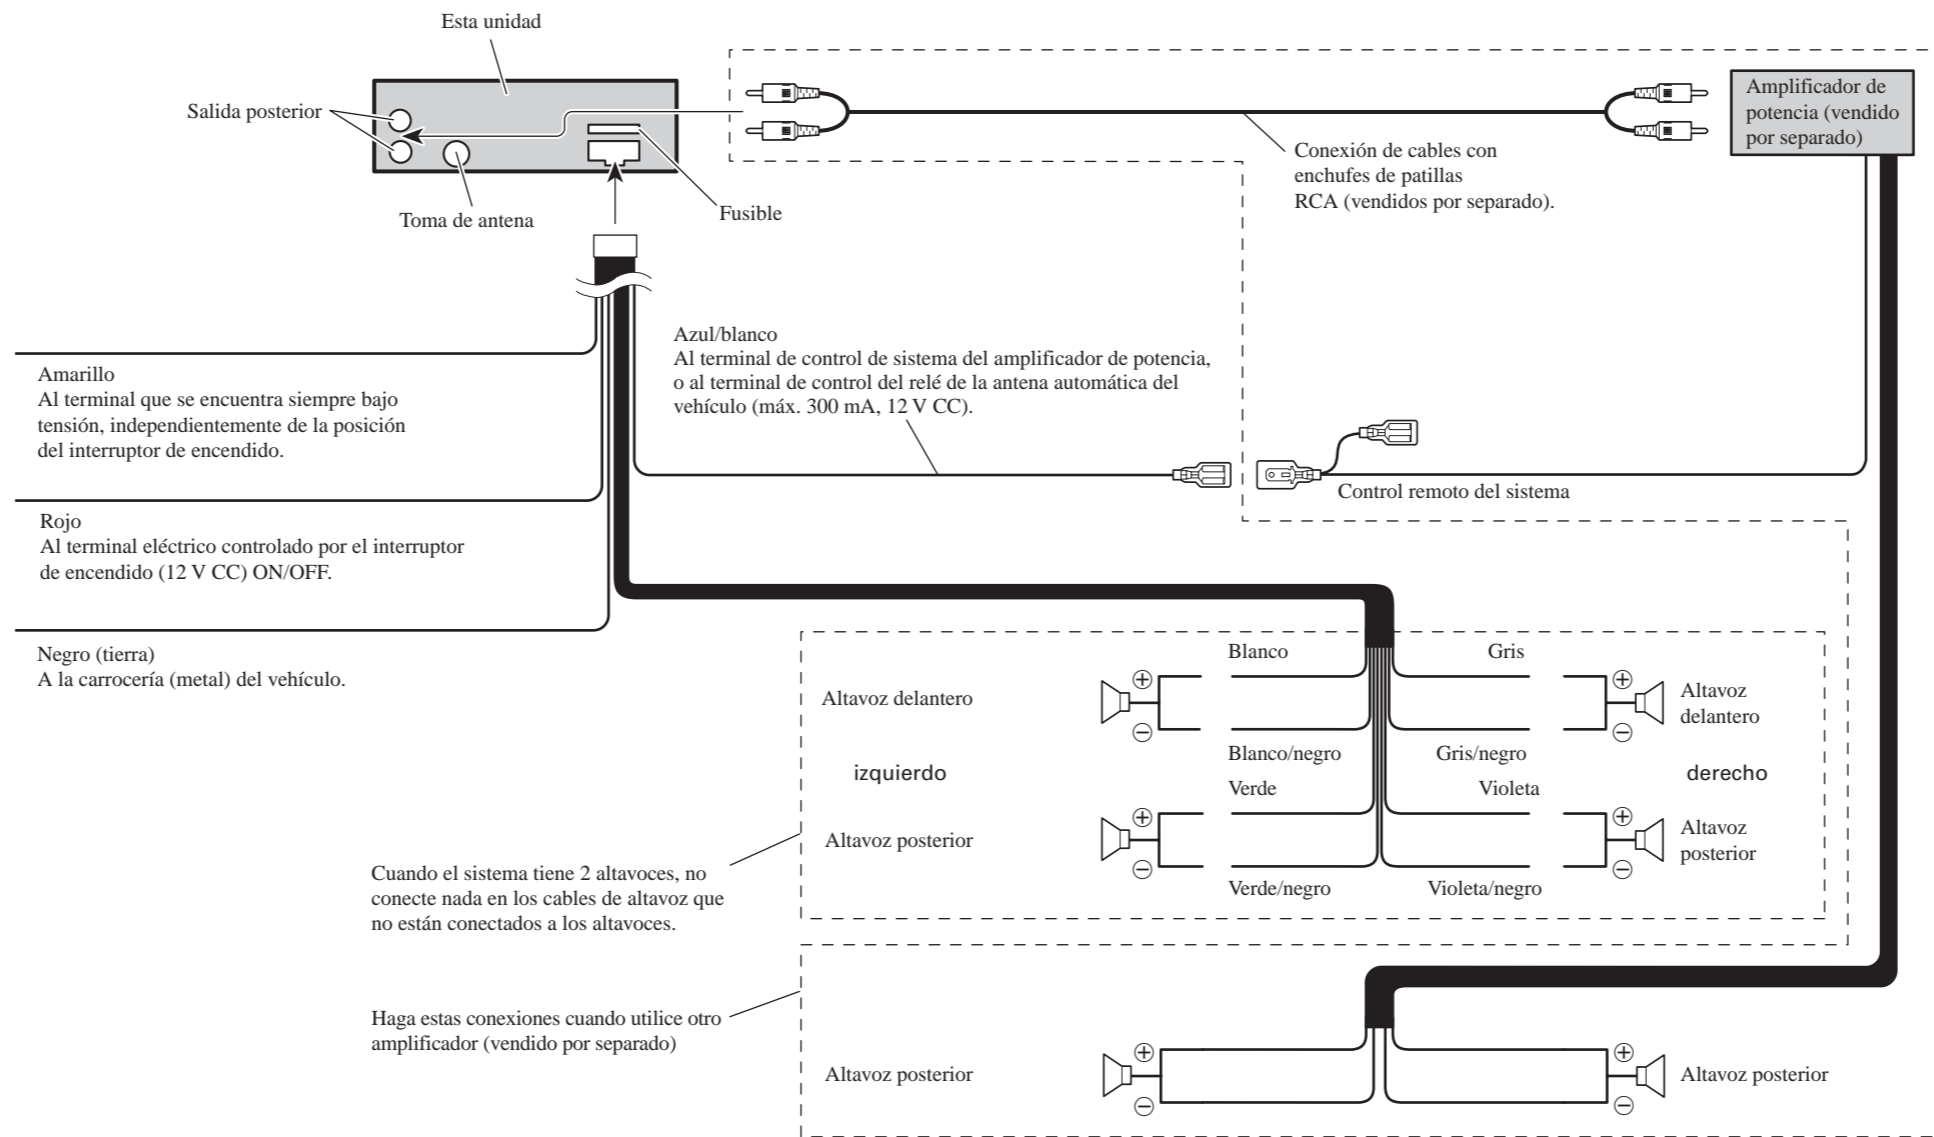 Esta unidad
Salida posterior
Toma de antena
Fusible
Amplificador de
potencia (vendido
por separado)
Conexión de cables con
enchufes de patillas
RCA (vendidos por separado).
Azul/blanco
Al terminal de control de sistema del amplificador de potencia,
o al terminal de control del relé de la antena automática del
vehículo (máx. 300 mA, 12 V CC).
Amarillo
Al terminal que se encuentra siempre bajo
tensión, independientemente de la posición
del interruptor de encendido.
Control remoto del sistema
Rojo
Al terminal eléctrico controlado por el interruptor
de encendido (12 V CC) ON/OFF.
Negro (tierra)
A la carrocería (metal) del vehículo.
Blanco
Gris
⊕
⊕
Altavoz delantero
Altavoz
delantero
⊖
⊖
Blanco/negro
Gris/negro
izquierdo
derecho
Verde
Violeta
⊕
⊕
Altavoz posterior
Altavoz
posterior
⊖
⊖
Verde/negro
Violeta/negro
Cuando el sistema tiene 2 altavoces, no
conecte nada en los cables de altavoz que
no están conectados a los altavoces.
Haga estas conexiones cuando utilice otro
amplificador (vendido por separado)
⊕
⊕
Altavoz posterior
Altavoz posterior
⊖
⊖